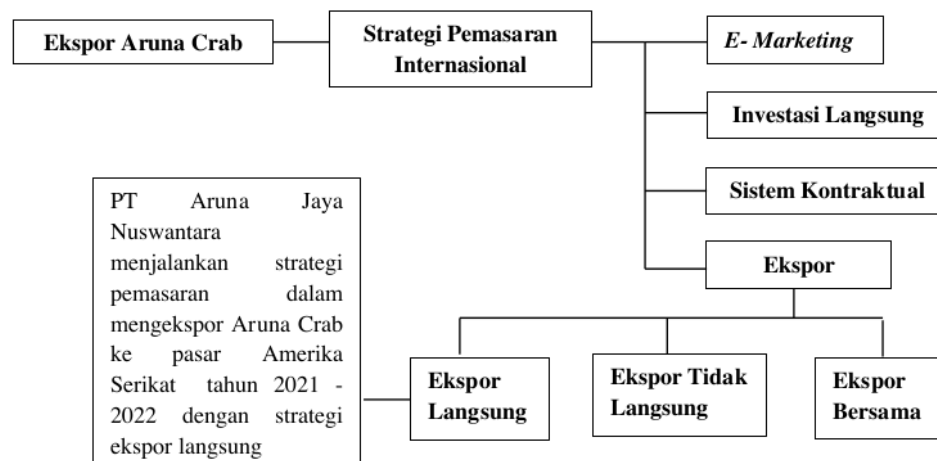 Ekspor Aruna Crab
Strategi Pemasaran
Internasional
E- Marketing
Investasi Langsung
Sistem Kontraktual
Ekspor
PT Aruna Jaya
Nuswantara
menjalankan strategi
pemasaran dalam
mengekspor Aruna Crab
ke pasar Amerika
Serikat tahun 2021 -
2022 dengan strategi
ekspor langsung
Ekspor
Langsung
Ekspor Tidak
Langsung
Ekspor
Bersama